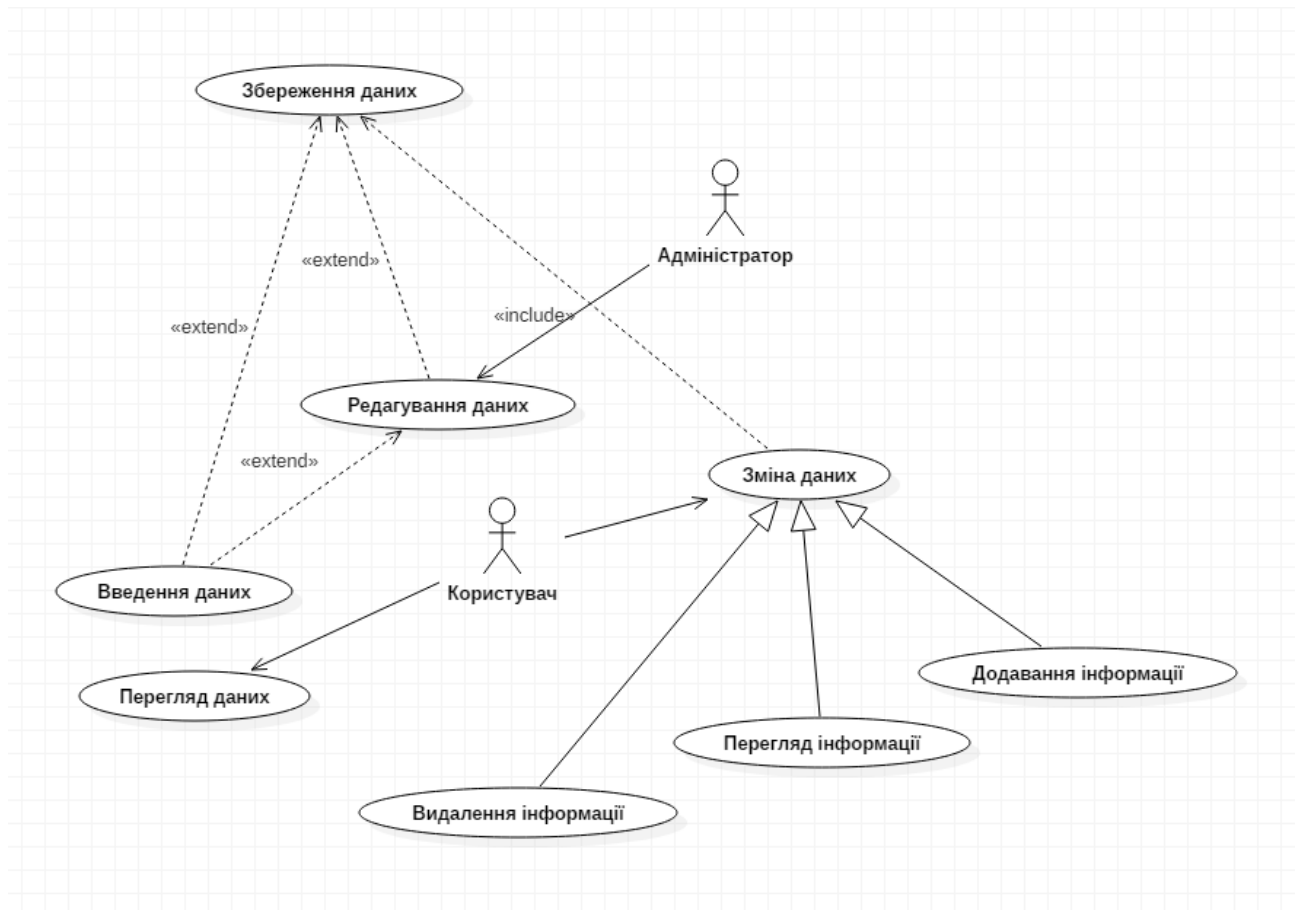 Збереження даних
Адміністратор
«extend»
«include»
«extend»
Редагування даних
«extend»
Зміна даних
Введення даних
Користувач
Перегляд даних
Додавання інформації
Перегляд інформації
Видалення інформації